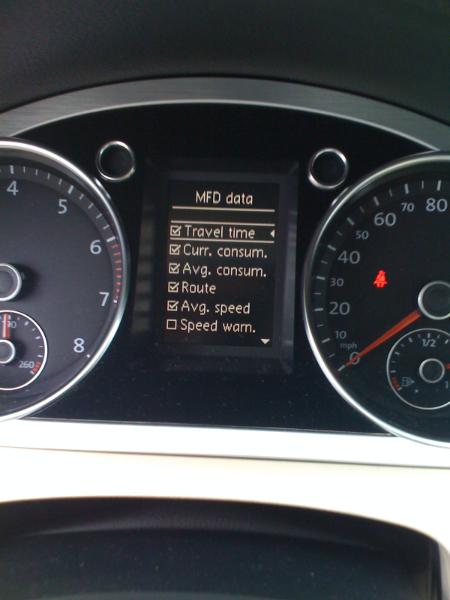 MFD data
Travel time
Curr. consum.
Avg. consum.
Route
Avg. speed
Speed warn.
4
5
6
7
8
260
0
10
20
30
40
50
60
70
80
mph
1/2